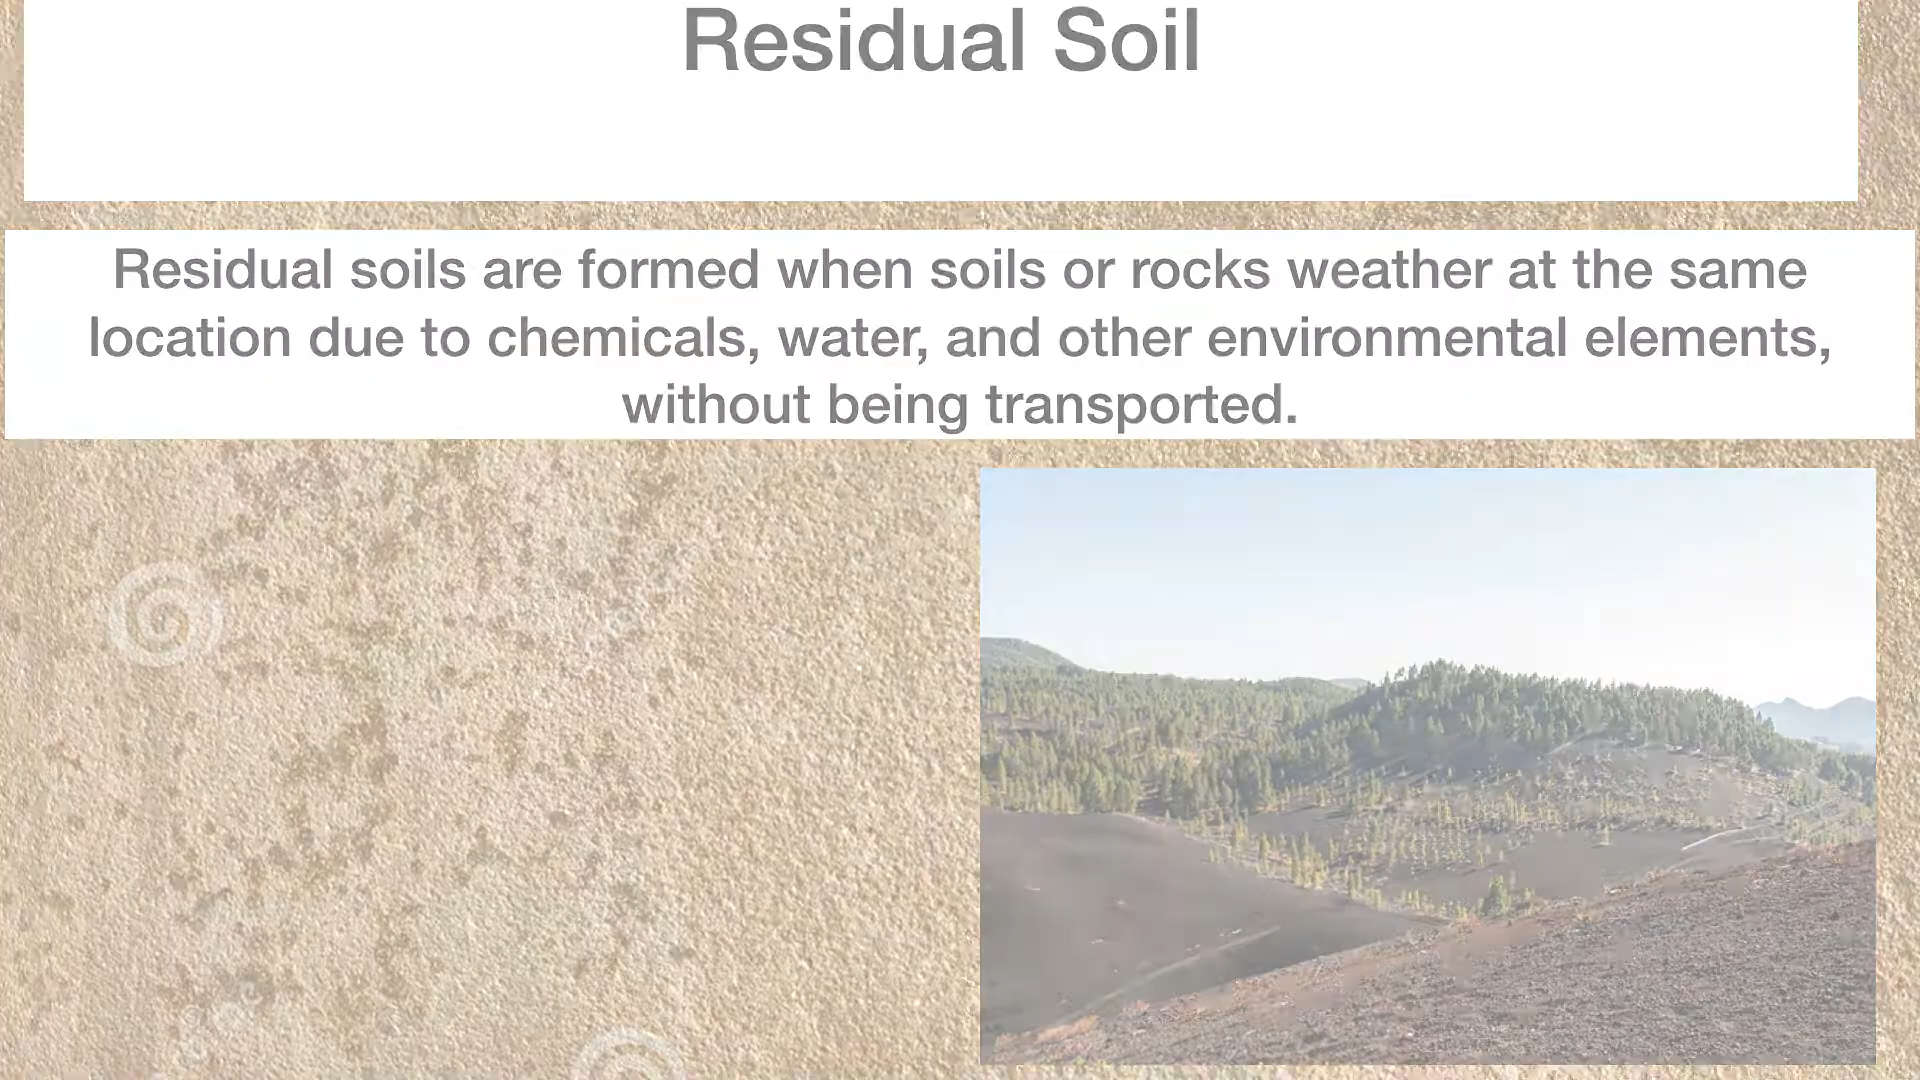 Residual Soil
Residual soils are formed when soils or rocks weather at the same
location due to chemicals, water, and other environmental elements,
without being transported.